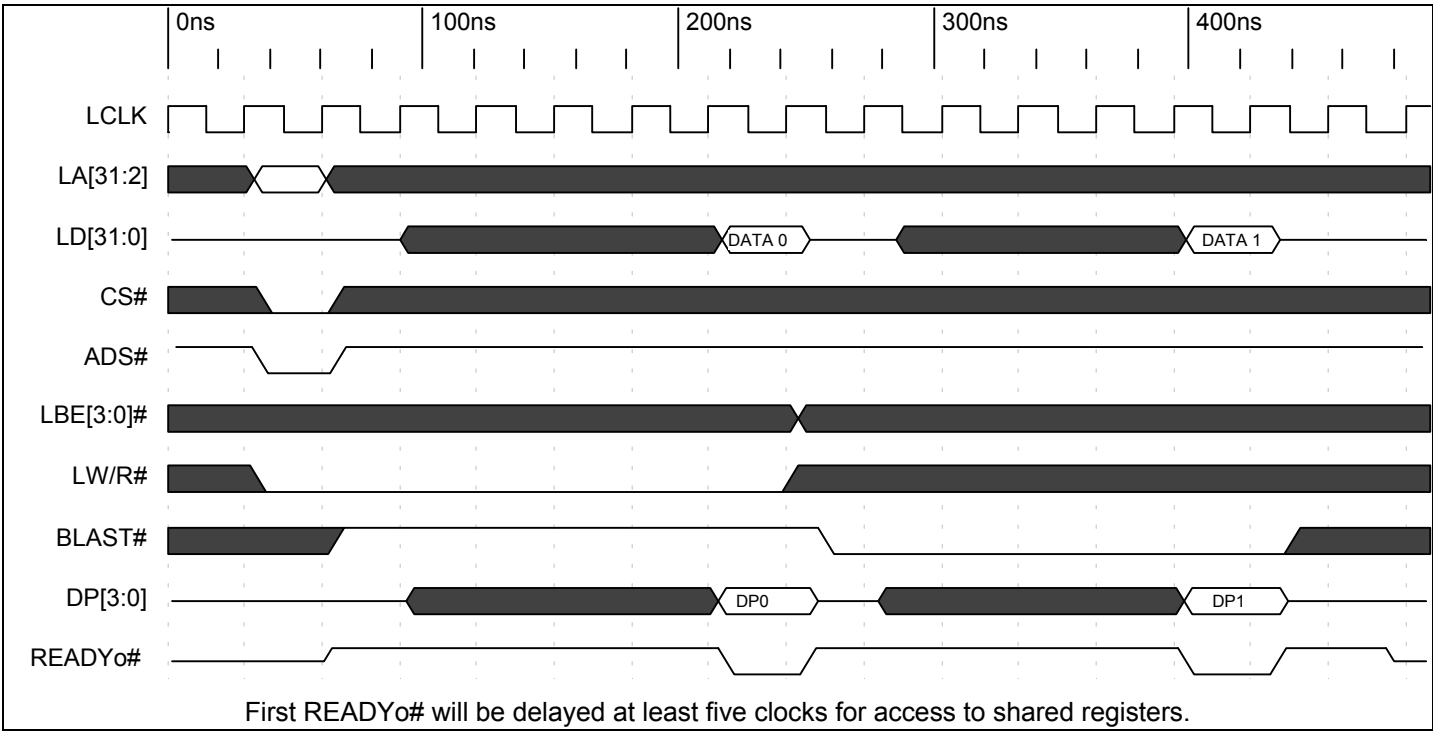 0ns 100ns 200ns 300ns 400ns
LCLK
LA[31:2]
LD[31:0] DATA 0 DATA 1
CS#
ADS#
LBE[3:0]#
LW/R#
BLAST#
DP[3:0] DP0 DP1
READYo#
First READYo# will be delayed at least five clocks for access to shared registers.